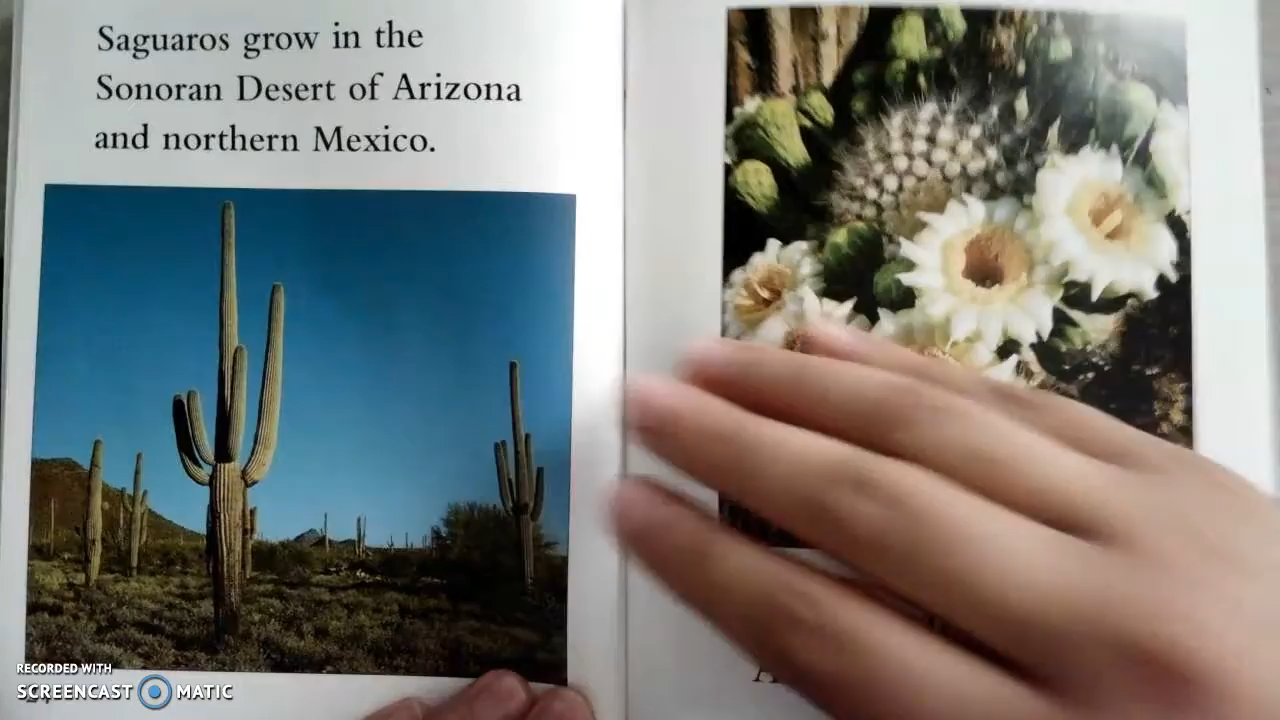 Saguaros grow in the
Sonoran Desert of Arizona
and northern Mexico.
RECORDED WITH
SCREENCAST MATIC